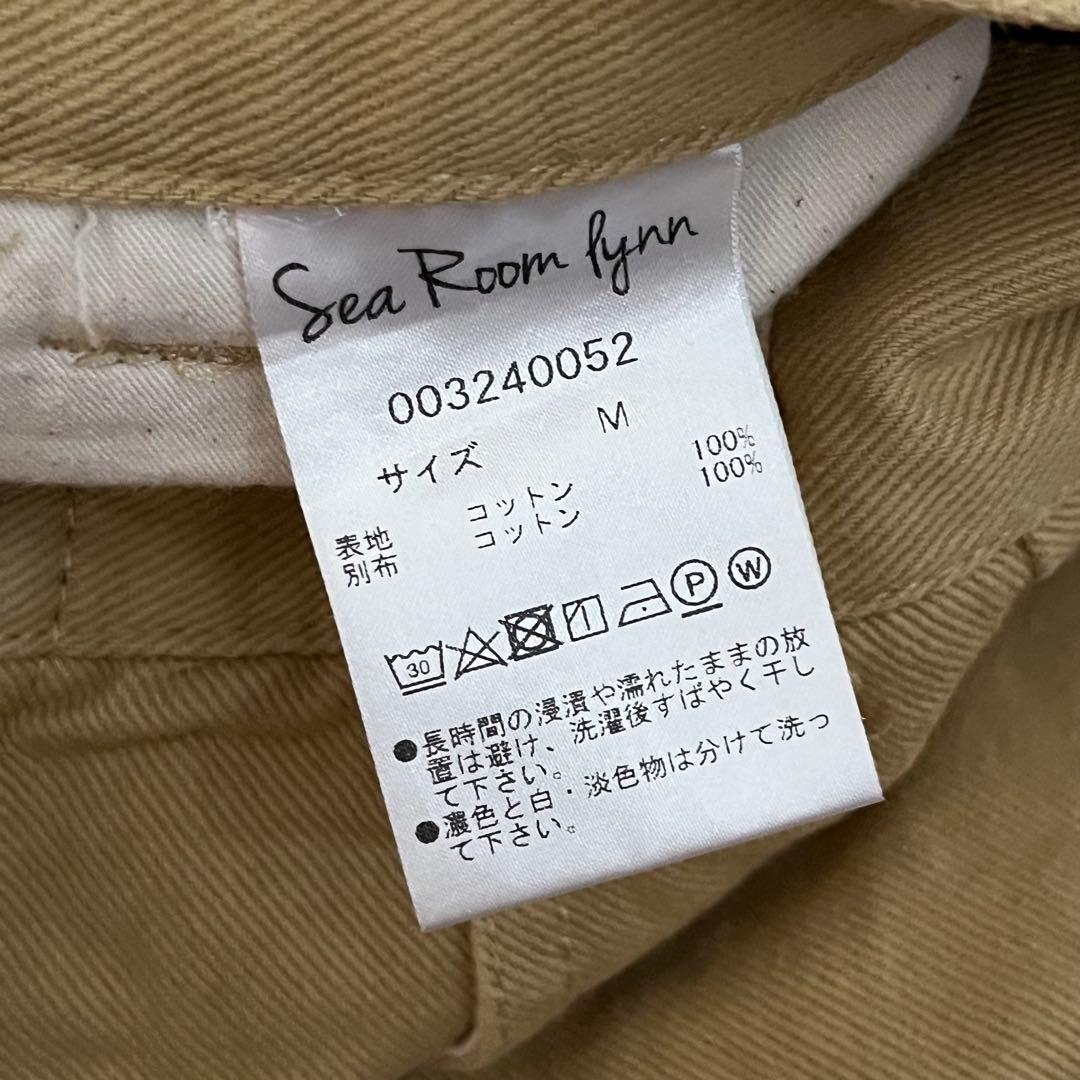 Sea Room lynn
003240052
サイズ M
表地 コットン 100%
別布 コットン 100%
30 P W
●長時間の浸漬や濡れたままの放
置は避け、洗濯後すばやく干し
て下さい。
●濃色と白・淡色物は分けて洗っ
て下さい。